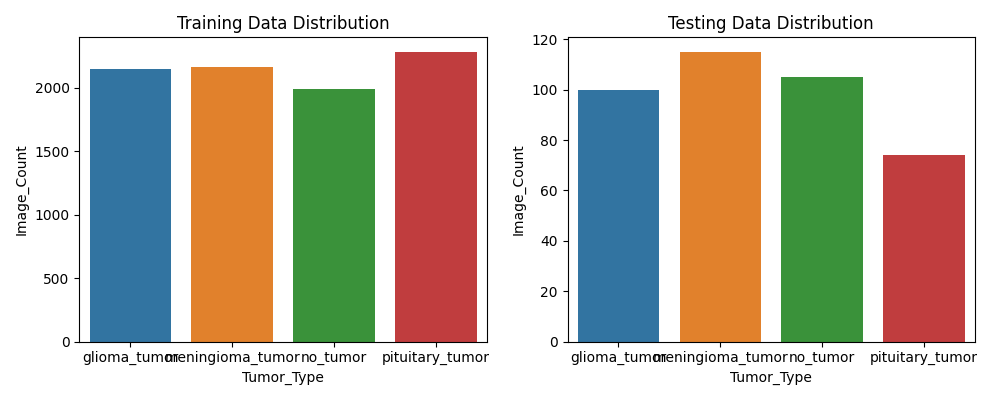 Training Data Distribution
2000
1500
1000
500
0
Image_Count
glioma_tumor meningioma_tumor no_tumor pituitary_tumor
Tumor_Type
Testing Data Distribution
120
100
80
60
40
20
0
Image_Count
glioma_tumor meningioma_tumor no_tumor pituitary_tumor
Tumor_Type